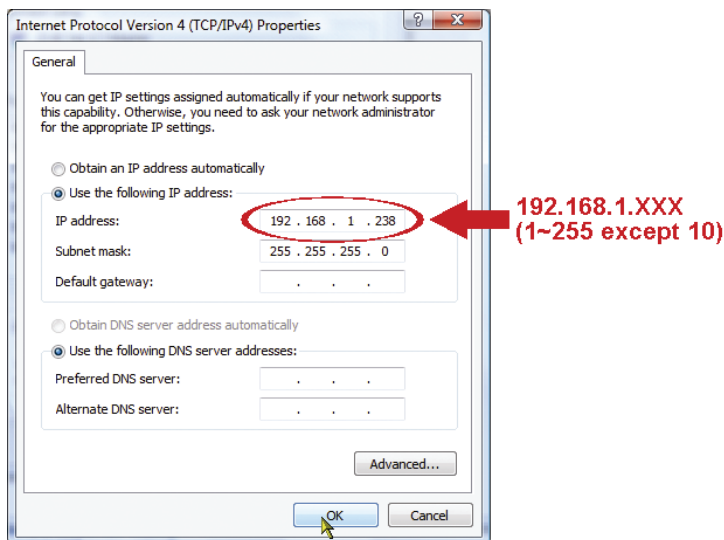 Internet Protocol Version 4 (TCP/IPv4) Properties
General
You can get IP settings assigned automatically if your network supports
this capability. Otherwise, you need to ask your network administrator
for the appropriate IP settings.
Obtain an IP address automatically
Use the following IP address:
IP address: 192 . 168 . 1 . 238
192.168.1.XXX
(1~255 except 10)
Subnet mask: 255 . 255 . 255 . 0
Default gateway: . . .
Obtain DNS server address automatically
Use the following DNS server addresses:
Preferred DNS server: . . .
Alternate DNS server: . . .
Advanced...
OK Cancel